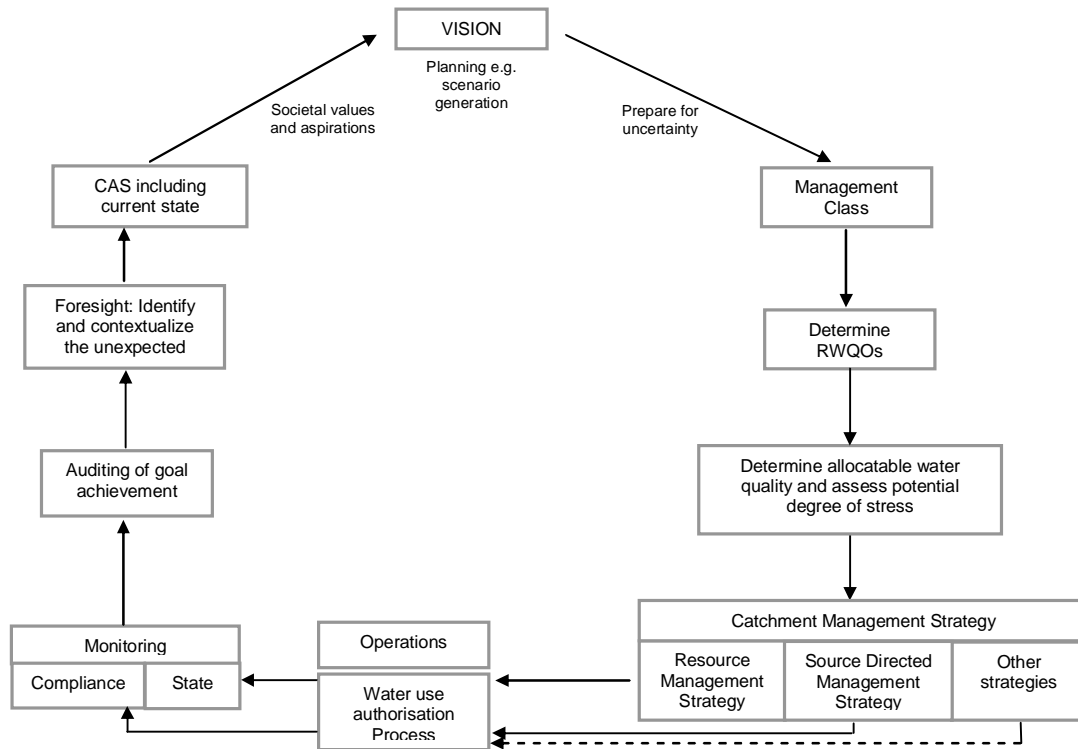 VISION
Planning e.g.
scenario
generation
Societal values
and aspirations
Prepare for
uncertainty
CAS including
current state
Management
Class
Foresight: Identify
and contextualize
the unexpected
Determine
RWQOs
Auditing of goal
achievement
Determine allocatable water
quality and assess potential
degree of stress
Catchment Management Strategy
Resource
Management
Strategy
Source Directed
Management
Strategy
Other
strategies
Operations
Water use
authorisation
Process
Monitoring
Compliance
State